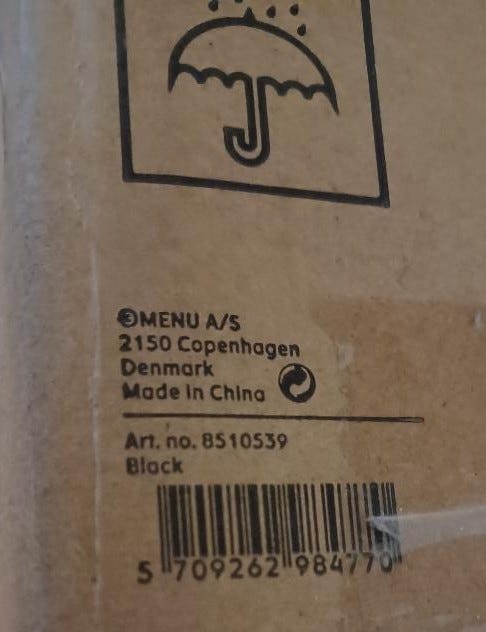 ©MENU A/S
2150 Copenhagen
Denmark
Made in China
Art. no. 8510539
Black
5 709262 984770